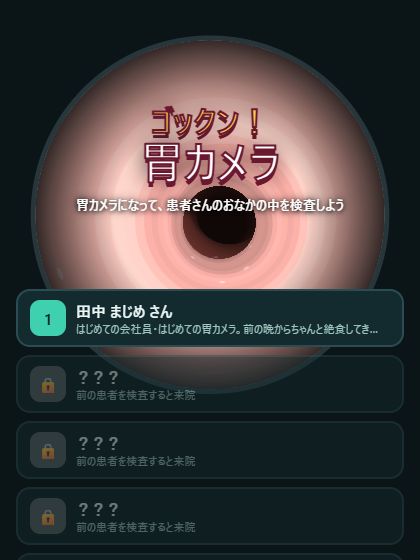 ゴックン！
胃カメラ
胃カメラになって、患者さんのおなかの中を検査しよう
1
田中 まじめ さん
はじめての会社員・はじめての胃カメラ。前の晩からちゃんと絶食してき…
？？？
前の患者を検査すると来院
？？？
前の患者を検査すると来院
？？？
前の患者を検査すると来院